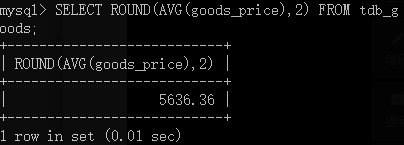 mysql> SELECT ROUND(AVG(goods_price),2) FROM tdb_g
oods;
+---------------------------+
| ROUND(AVG(goods_price),2) |
+---------------------------+
|                   5636.36 |
+---------------------------+
1 row in set (0.01 sec)